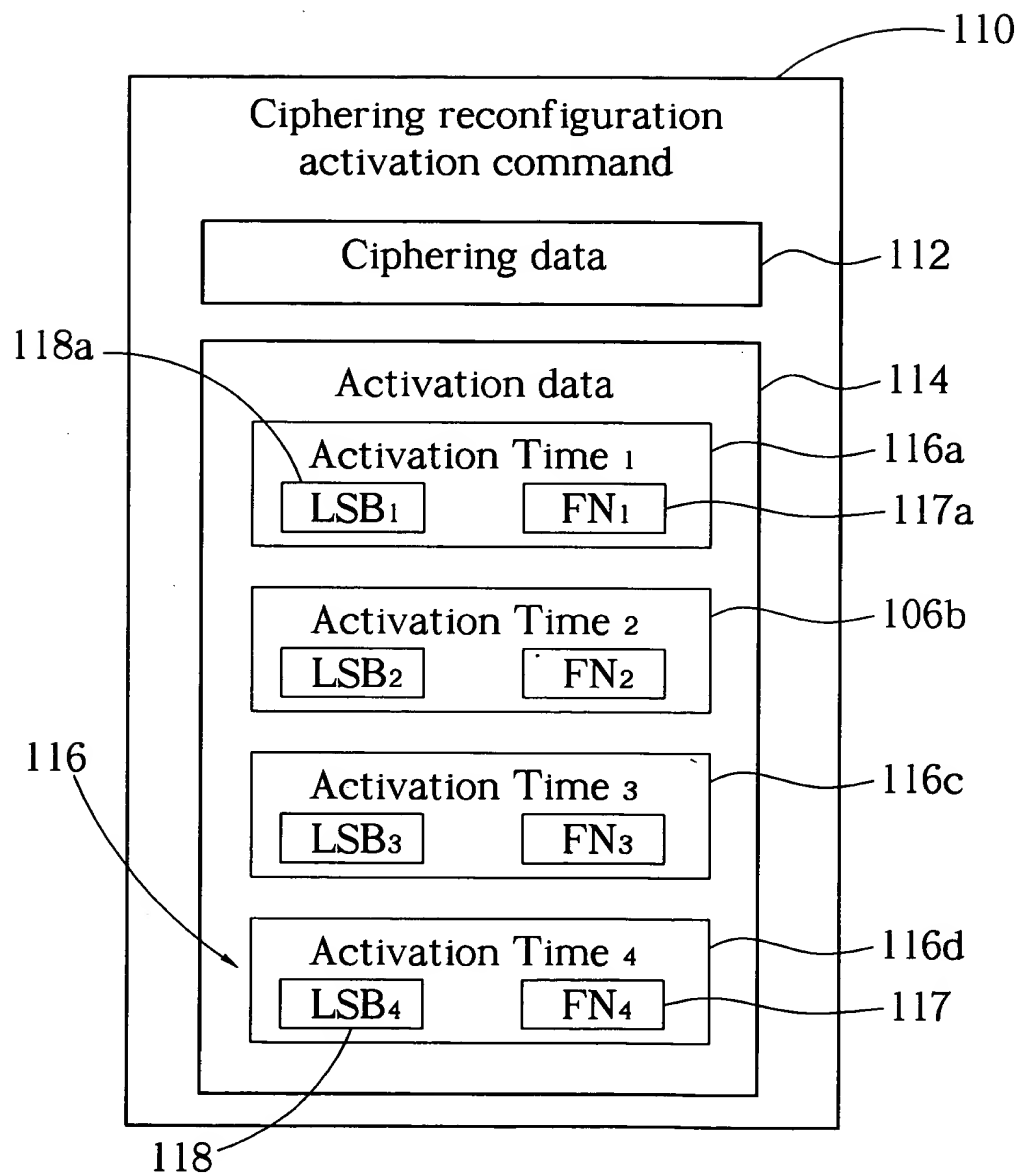 110
Ciphering reconfiguration
activation command
Ciphering data
112
118a
Activation data
114
Activation Time 1
116a
LSB1
FN1
117a
Activation Time 2
106b
LSB2
FN2
116
Activation Time 3
116c
LSB3
FN3
Activation Time 4
116d
LSB4
FN4
117
118